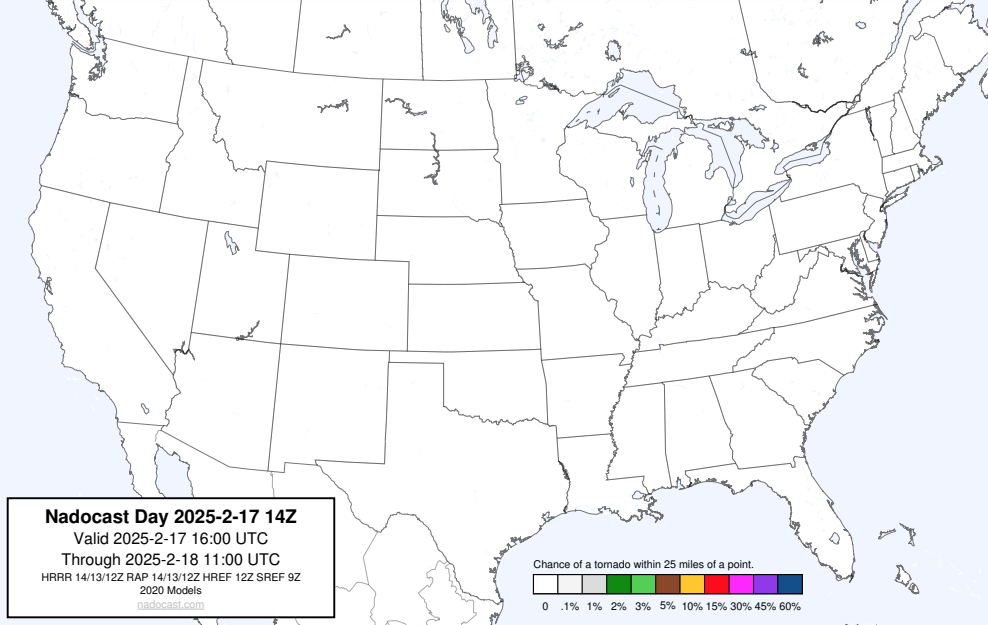 Nadocast Day 2025-2-17 14Z
Valid 2025-2-17 16:00 UTC
Through 2025-2-18 11:00 UTC
HRRR 14/13/12Z RAP 14/13/12Z HREF 12Z SREF 9Z
2020 Models
nadocast.com
Chance of a tornado within 25 miles of a point.
0 .1% 1% 2% 3% 5% 10% 15% 30% 45% 60%